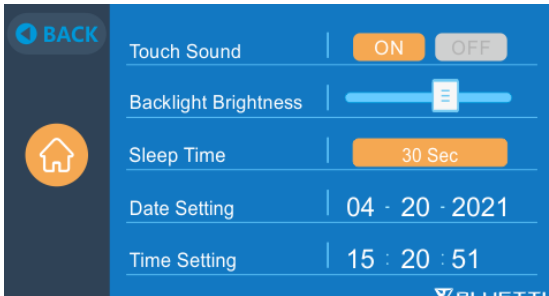 BACK
Touch Sound ON OFF
Backlight Brightness
Sleep Time 30 Sec
Date Setting 04 - 20 - 2021
Time Setting 15 : 20 : 51
BLUETTI